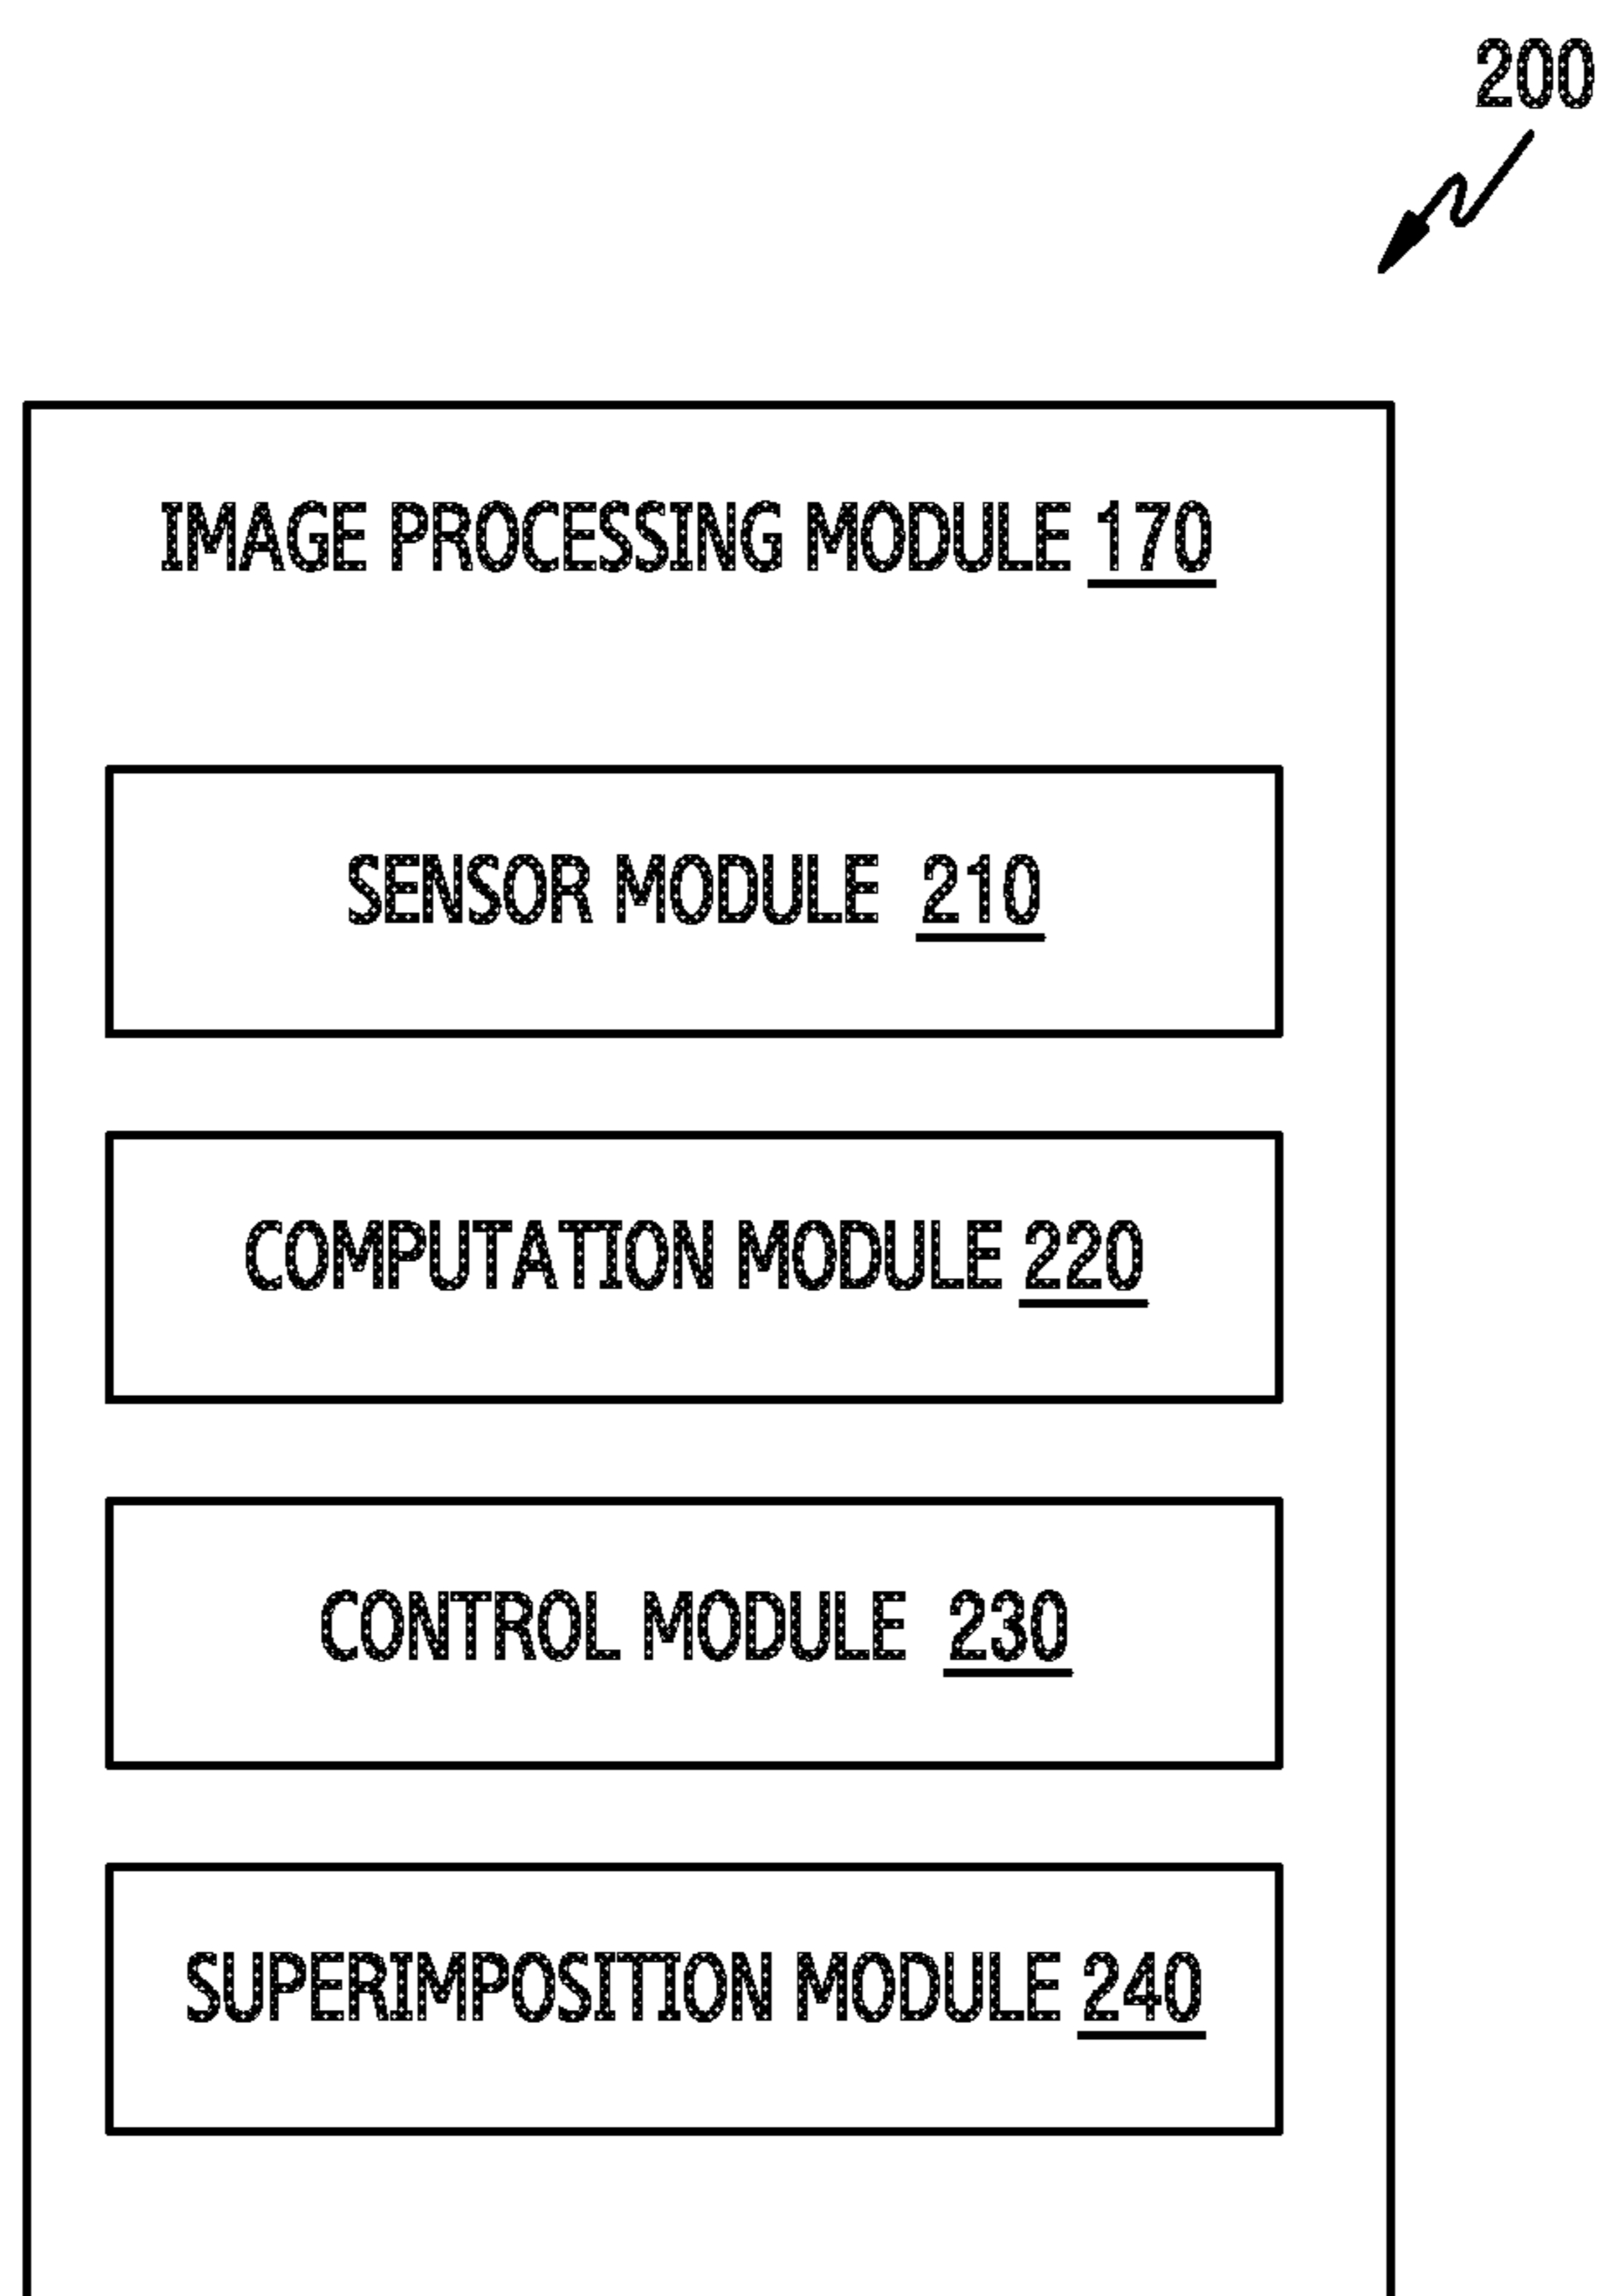 200
IMAGE PROCESSING MODULE 170
SENSOR MODULE 210
COMPUTATION MODULE 220
CONTROL MODULE 230
SUPERIMPOSITION MODULE 240